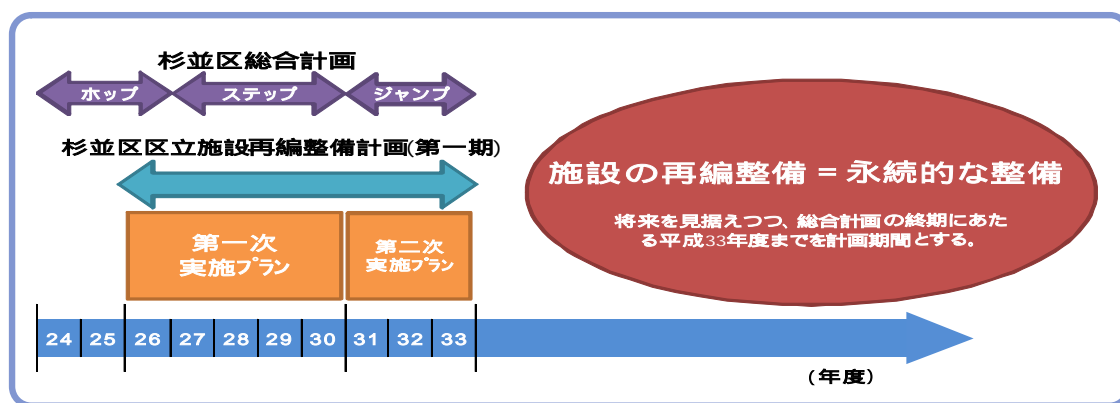 杉並区総合計画
ホップ ステップ ジャンプ
杉並区区立施設再編整備計画(第一期)
第一次
実施プラン
第二次
実施プラン
24 25 26 27 28 29 30 31 32 33
(年度)
施設の再編整備＝永続的な整備
将来を見据えつつ、総合計画の終期にあた
る平成33年度までを計画期間とする。